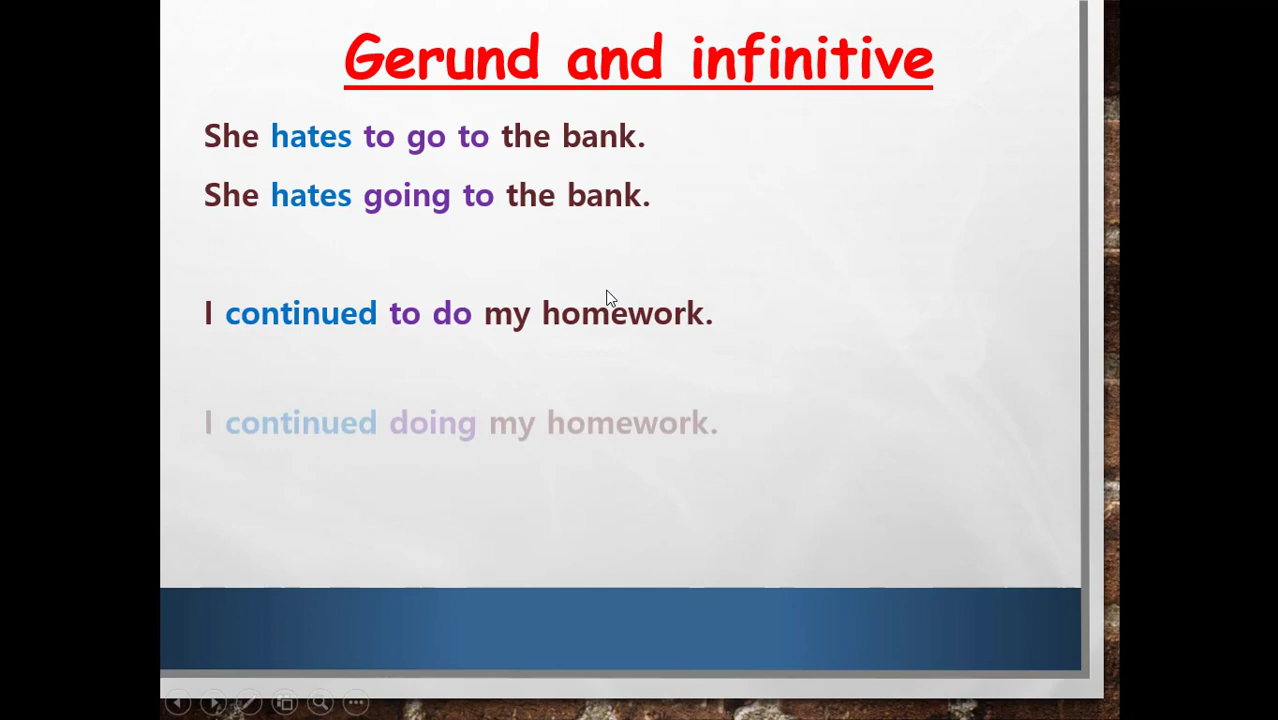 Gerund and infinitive
She hates to go to the bank.
She hates going to the bank.
I continued to do my homework.
I continued doing my homework.